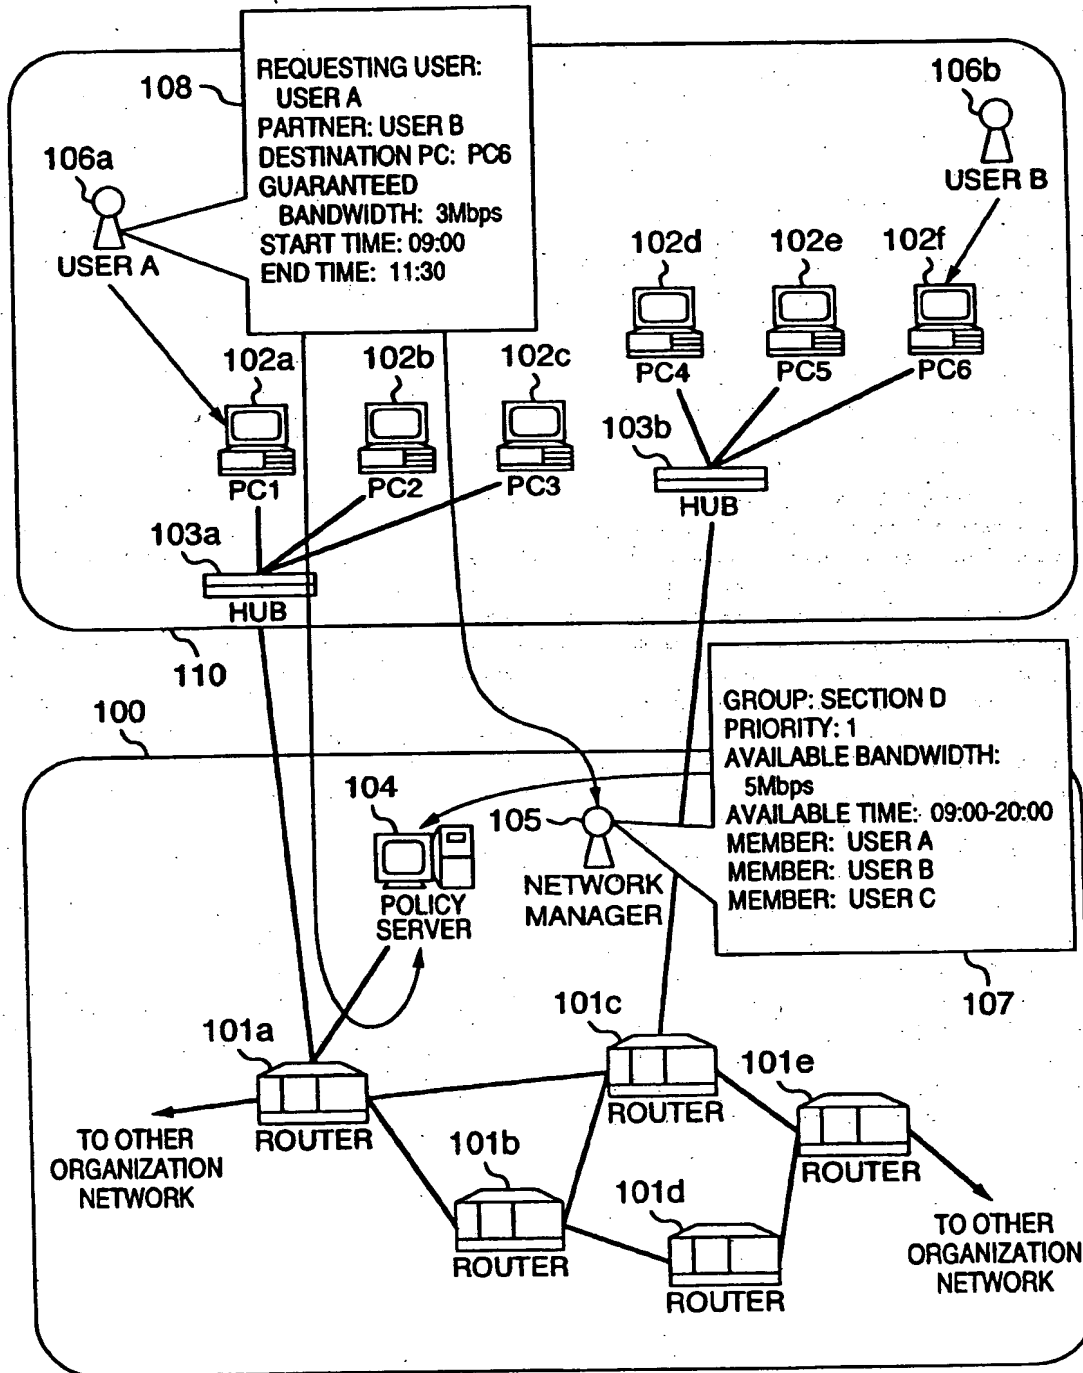 REQUESTING USER:
USER A
PARTNER: USER B
DESTINATION PC: PC6
GUARANTEED
BANDWIDTH: 3Mbps
START TIME: 09:00
END TIME: 11:30
108
106a
USER A
106b
USER B
102d
102e
102f
PC4
PC5
PC6
102a
102b
102c
PC1
PC2
PC3
103b
HUB
103a
HUB
110
100
GROUP: SECTION D
PRIORITY: 1
AVAILABLE BANDWIDTH:
5Mbps
AVAILABLE TIME: 09:00-20:00
MEMBER: USER A
MEMBER: USER B
MEMBER: USER C
107
104
POLICY
SERVER
105
NETWORK
MANAGER
101a
ROUTER
101c
ROUTER
101e
ROUTER
101b
ROUTER
101d
ROUTER
TO OTHER
ORGANIZATION
NETWORK
TO OTHER
ORGANIZATION
NETWORK